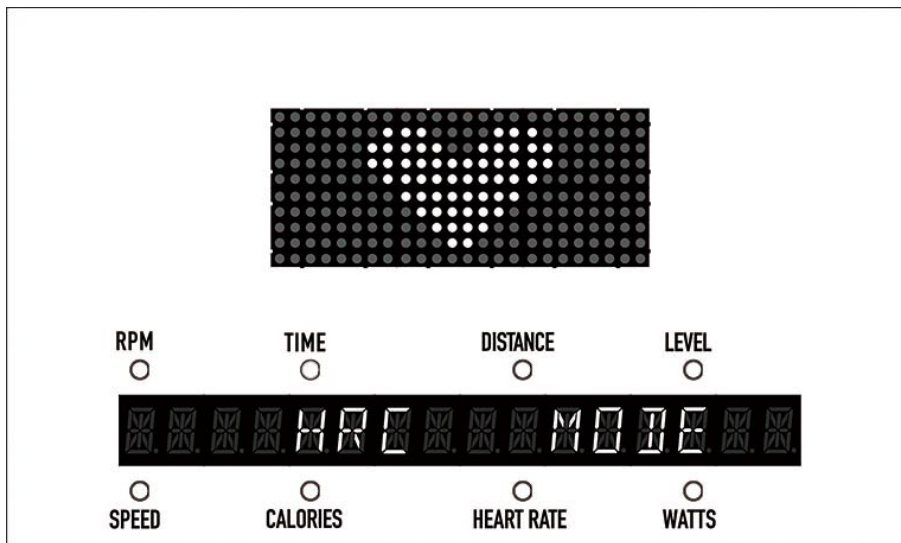 RPM TIME DISTANCE LEVEL
HRC MODE
SPEED CALORIES HEART RATE WATTS